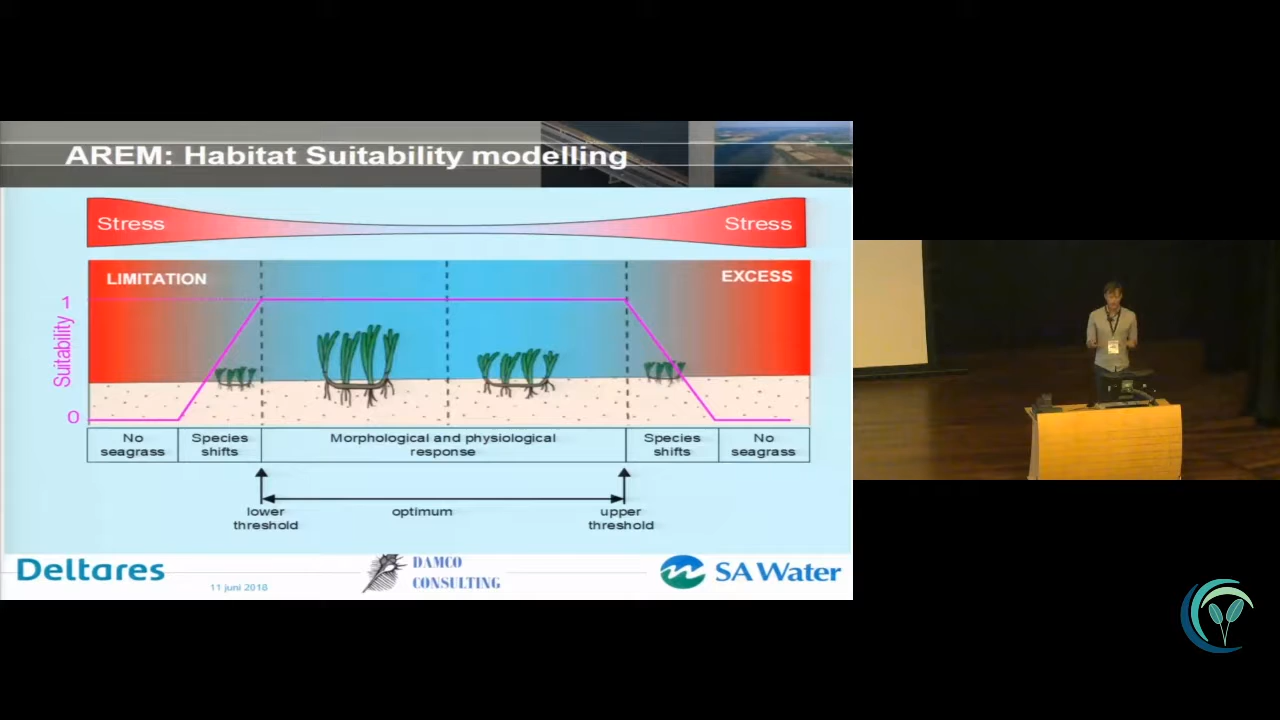 AREM: Habitat Suitability modelling
Stress
Stress
LIMITATION
EXCESS
1
Suitability
0
No
seagrass
Species
shifts
Morphological and physiological
response
Species
shifts
No
seagrass
lower
threshold
optimum
upper
threshold
Deltares
11 juni 2018
DAMCO
CONSULTING
SA Water